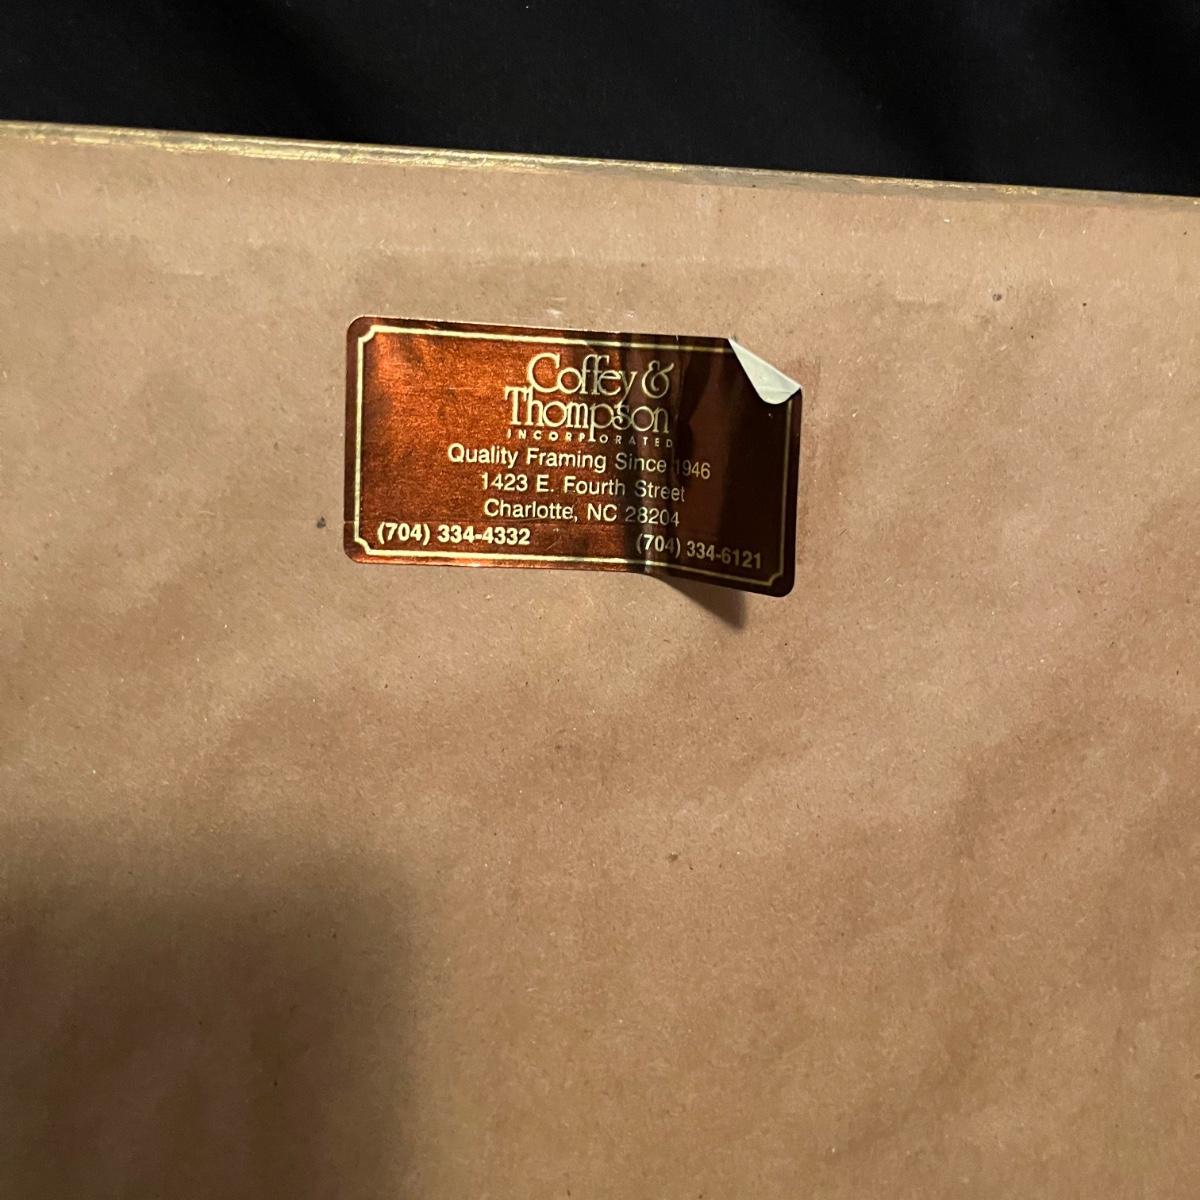 Coffey &
Thompson
INCORPORATED
Quality Framing Since 1946
1423 E. Fourth Street
Charlotte, NC 28204
(704) 334-4332 (704) 334-6121